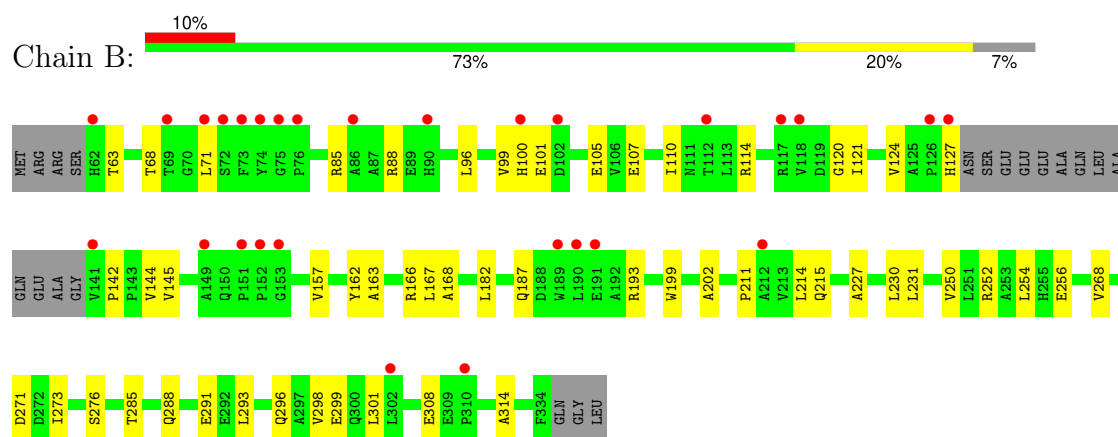 10%
Chain B:
73% 20% 7%
MET ARG ARG SER H62 T63 T68 T69 G70 L71 S72 F73 Y74 G75 P76 R85 A86 A87 R88 E89 H90 L96 V99 H100 E101 D102 E105 V106 E107 I110 N111 T112 L113 R114 R117 V118 D119 G120 I121 V124 A125 P126 H127 ASN SER GLU GLU GLU ALA GLN LEU ALA
GLN GLU ALA GLY V141 P142 P143 V144 V145 A149 Q150 P151 P152 G153 V157 Y162 A163 R166 L167 A168 L182 Q187 D188 W189 L190 E191 A192 R193 W199 A202 P211 A212 V213 L214 Q215 A227 L230 L231 V250 L251 R252 A253 L254 H255 E256 V268
D271 D272 I273 S276 T285 Q288 E291 E292 L293 Q296 A297 V298 E299 Q300 L301 L302 E308 E309 P310 A314 F334 GLN GLY LEU